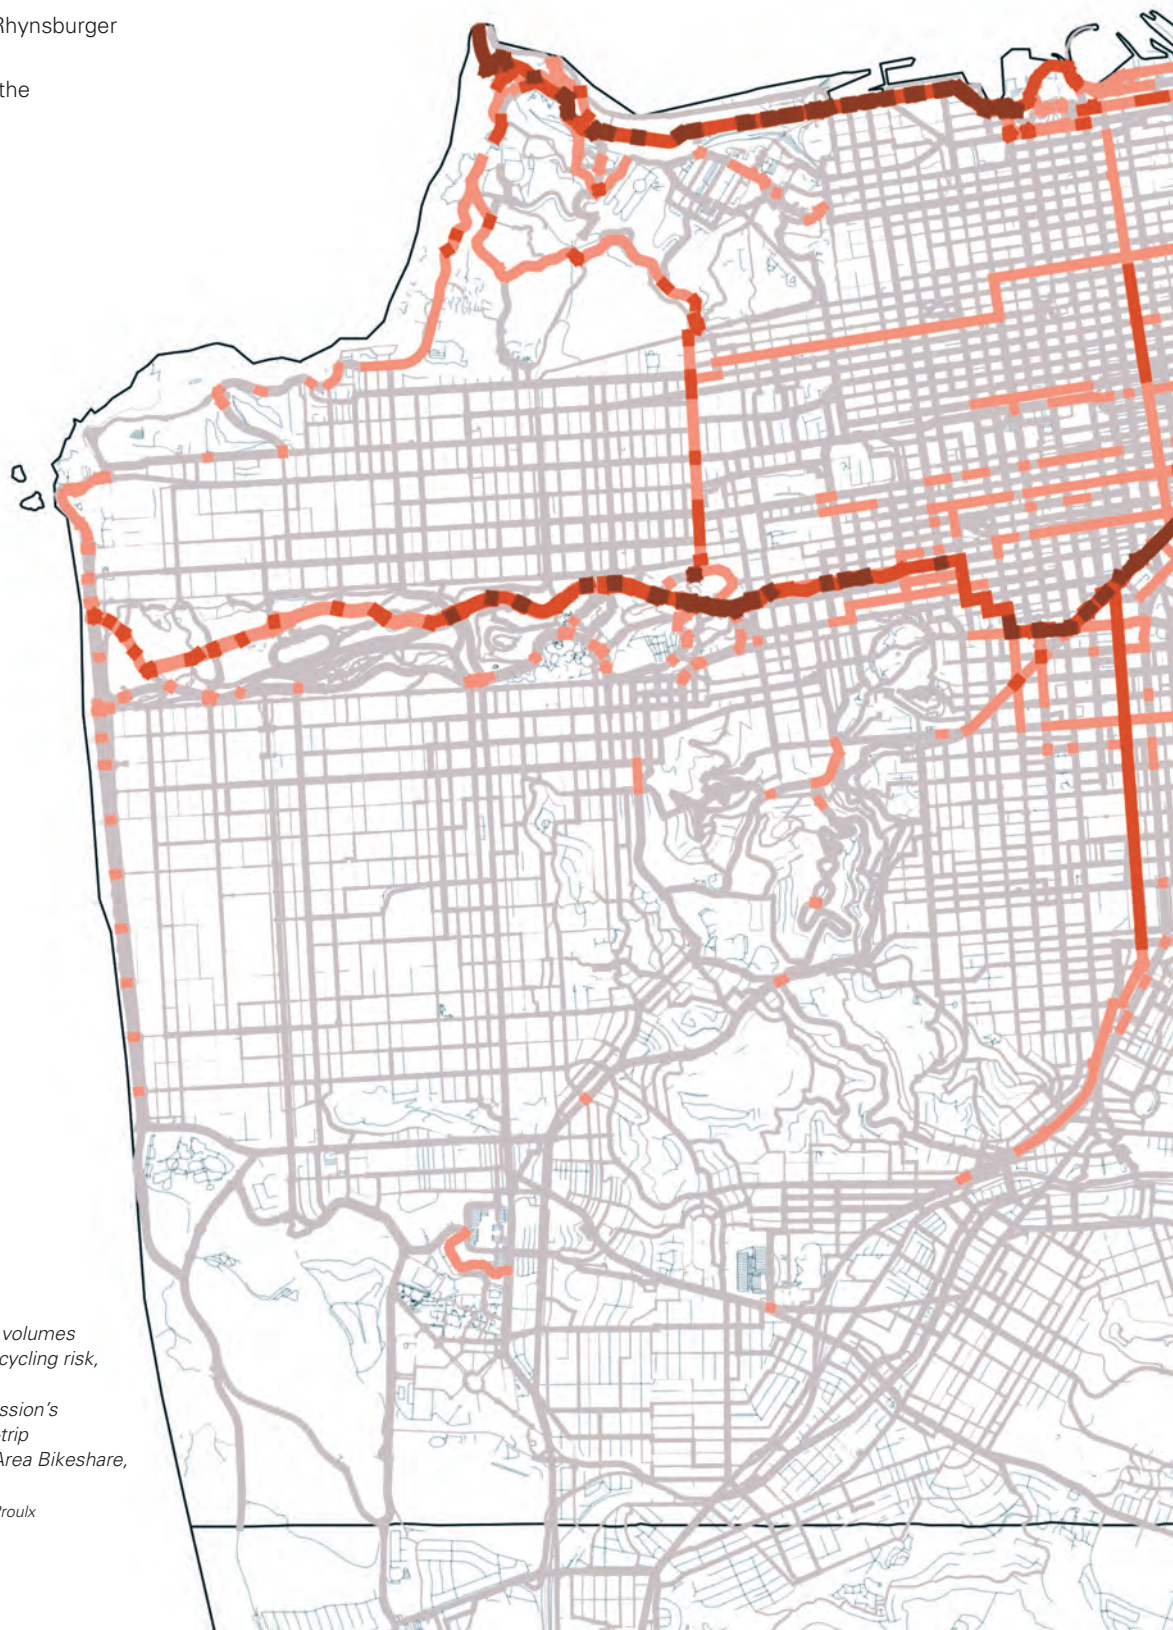 Rhynsburger
the
volumes
cycling risk,
ssion's
-trip
Area Bikeshare,
Proulx